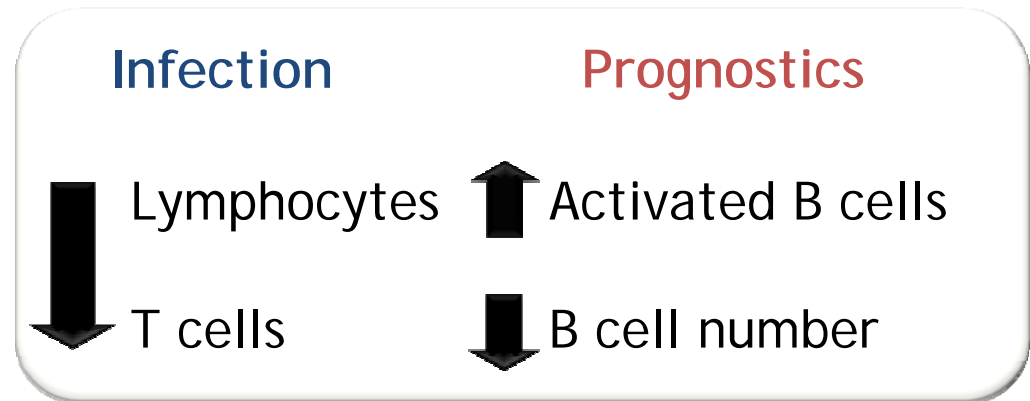 Infection
Prognostics
Lymphocytes
Activated B cells
T cells
B cell number